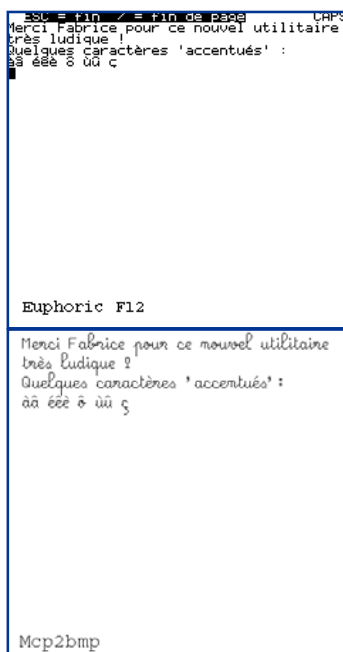 ESC = fin / = fin de page CAPS
Merci Fabrice pour ce nouvel utilitaire
très ludique !
Quelques caractères 'accentués' :
àâ éêè ô ùû ç
Euphoric F12
Merci Fabrice pour ce nouvel utilitaire
très ludique !
Quelques caractères 'accentués' :
àâ éêè ô ùû ç
Mcp2bmp